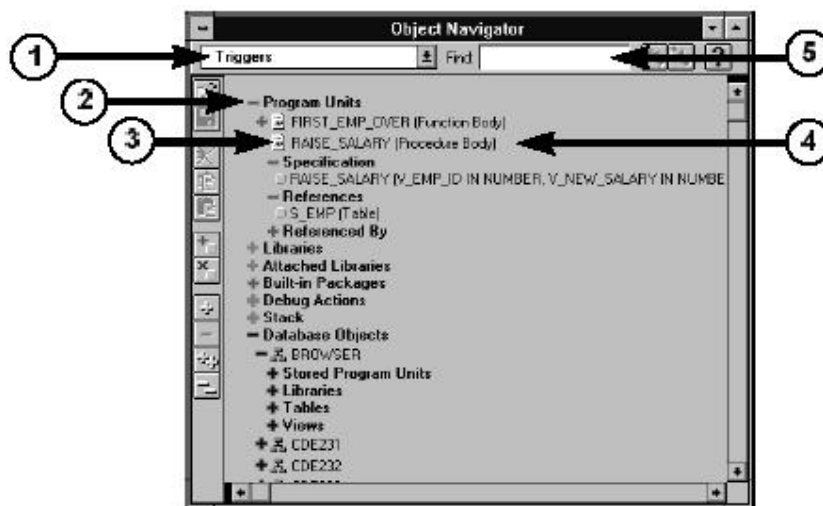 Object Navigator
1 Triggers Find: 5
2 Program Units
FIRST_EMP_OVER (Function Body)
3 RAISE_SALARY (Procedure Body) 4
Specification
RAISE_SALARY (V_EMP_ID IN NUMBER, V_NEW_SALARY IN NUMBE
References
S_EMP (Table)
Referenced By
Libraries
Attached Libraries
Built-in Packages
Debug Actions
Stack
Database Objects
BROWSER
Stored Program Units
Libraries
Tables
Views
CDE231
CDE232